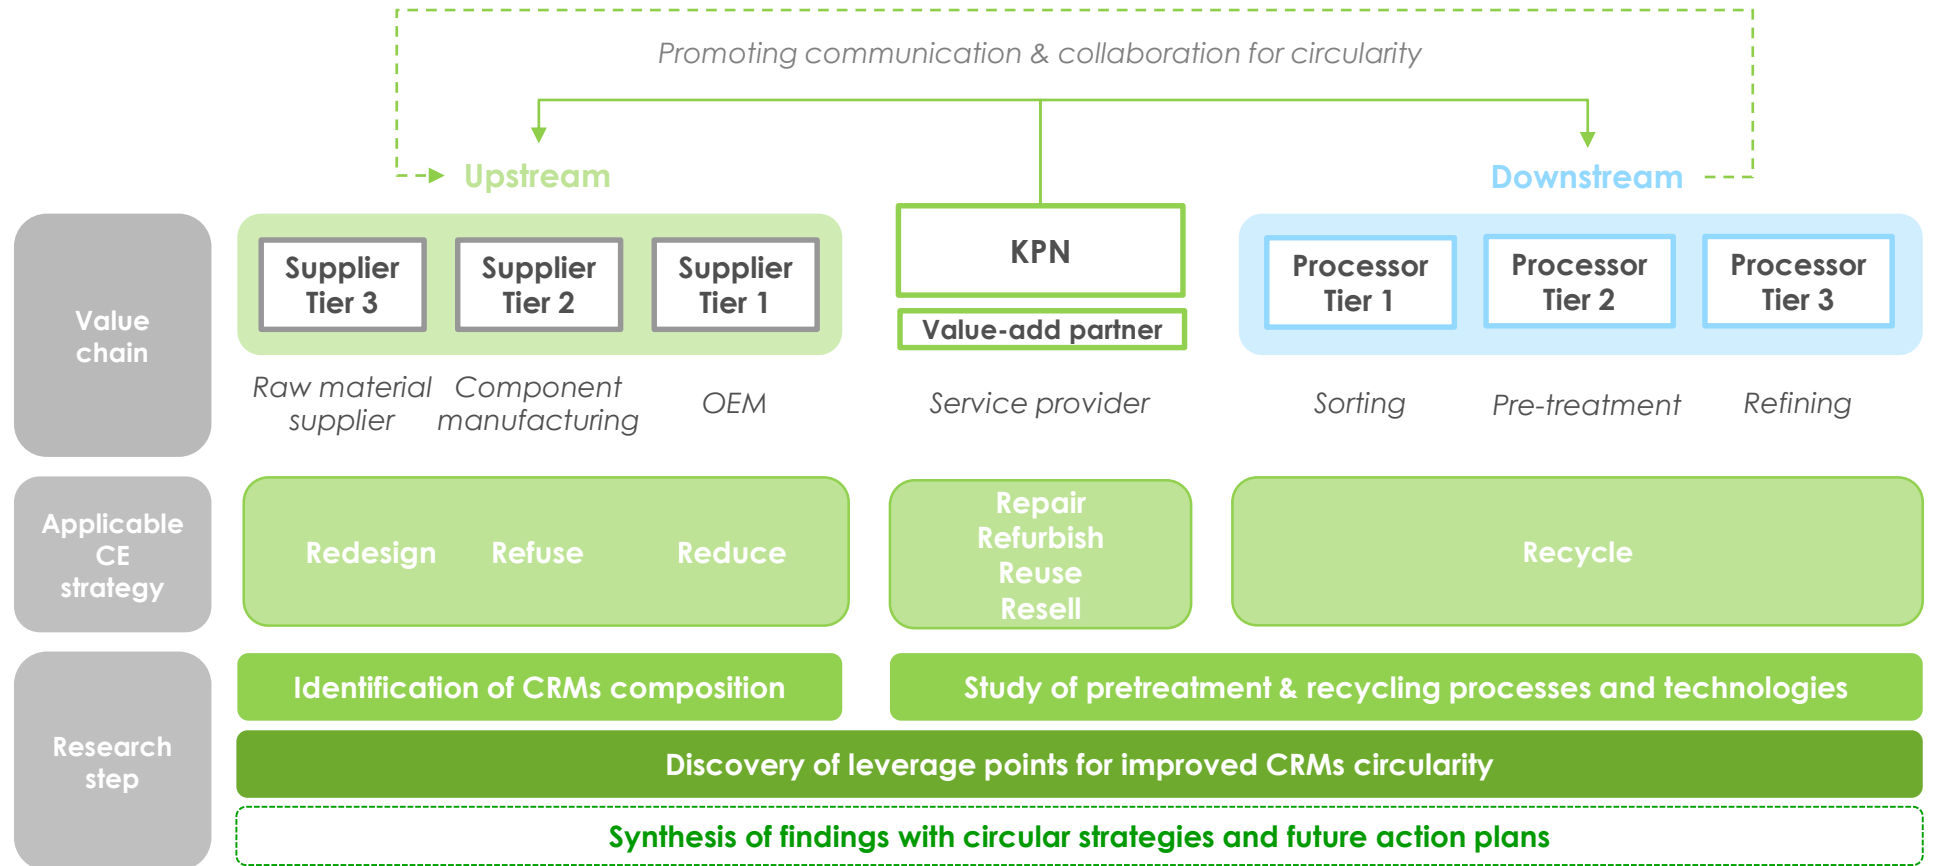 Promoting communication & collaboration for circularity
Upstream
Downstream
Value
chain
Supplier
Tier 3
Supplier
Tier 2
Supplier
Tier 1
KPN
Value-add partner
Processor
Tier 1
Processor
Tier 2
Processor
Tier 3
Raw material
supplier
Component
manufacturing
OEM
Service provider
Sorting
Pre-treatment
Refining
Applicable
CE
strategy
Redesign
Refuse
Reduce
Repair
Refurbish
Reuse
Resell
Recycle
Research
step
Identification of CRMs composition
Study of pretreatment & recycling processes and technologies
Discovery of leverage points for improved CRMs circularity
Synthesis of findings with circular strategies and future action plans